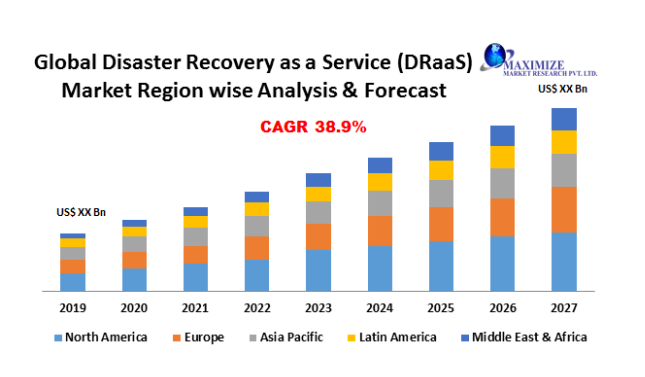 Global Disaster Recovery as a Service (DRaaS)
Market Region wise Analysis & Forecast
MAXIMIZE
MARKET RESEARCH PVT. LTD.
US$ XX Bn
CAGR 38.9%
US$ XX Bn
2019 2020 2021 2022 2023 2024 2025 2026 2027
North America Europe Asia Pacific Latin America Middle East & Africa